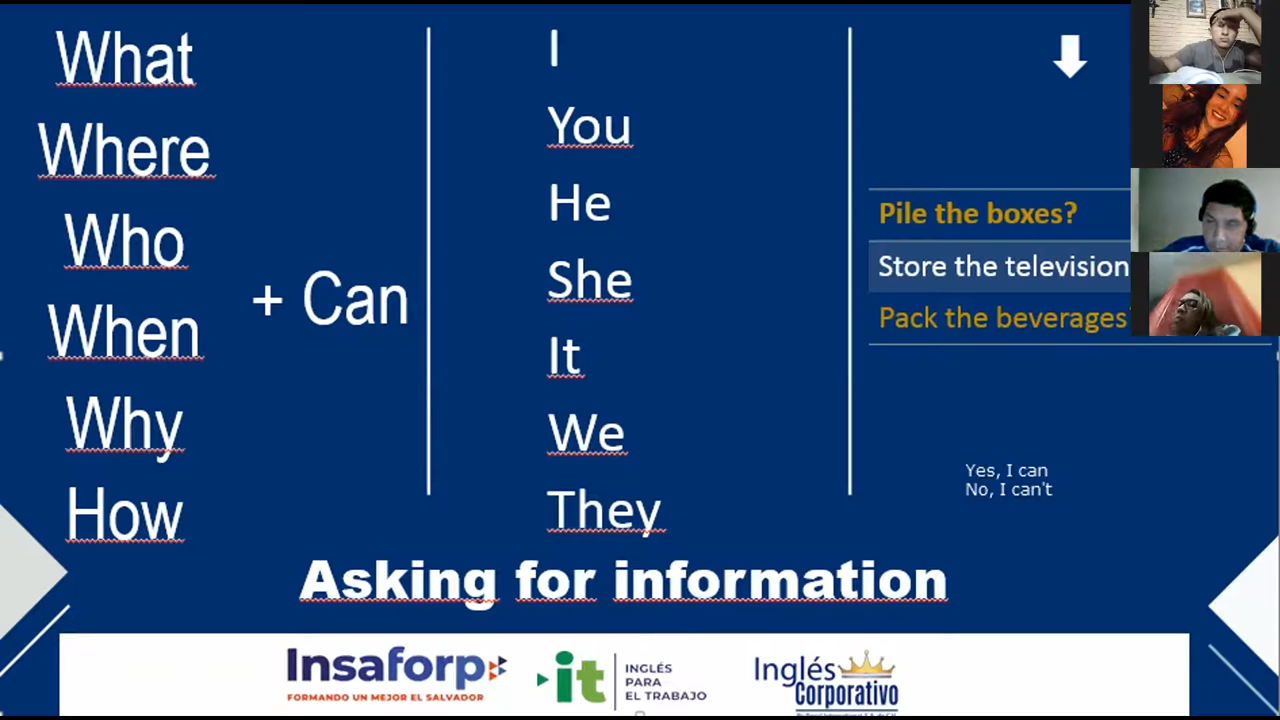 What
Where
Who
When
Why
How
+ Can
I
You
He
She
It
We
They
Pile the boxes?
Store the television
Pack the beverages
Yes, I can
No, I can't
Asking for information
Insaforp
FORMANDO UN MEJOR EL SALVADOR
it
INGLÉS
PARA
EL TRABAJO
Inglés
Corporativo